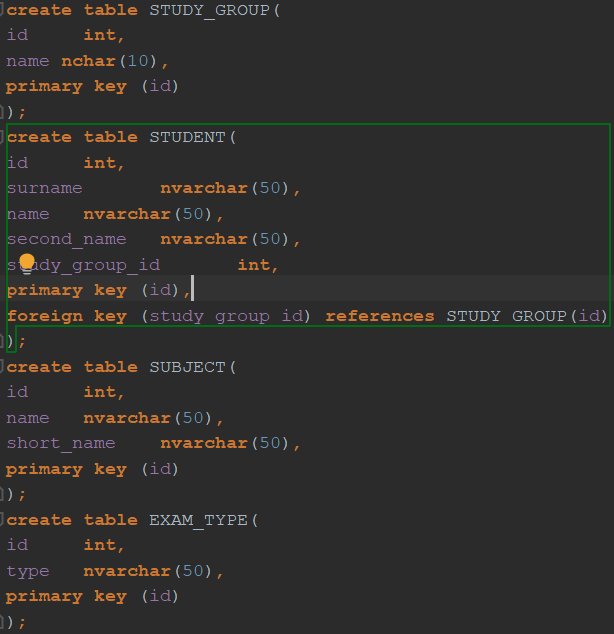 create table STUDY_GROUP(
id int,
name nchar(10),
primary key (id)
);
create table STUDENT(
id int,
surname nvarchar(50),
name nvarchar(50),
second_name nvarchar(50),
study_group_id int,
primary key (id),
foreign key (study_group_id) references STUDY_GROUP(id)
);
create table SUBJECT(
id int,
name nvarchar(50),
short_name nvarchar(50),
primary key (id)
);
create table EXAM_TYPE(
id int,
type nvarchar(50),
primary key (id)
);